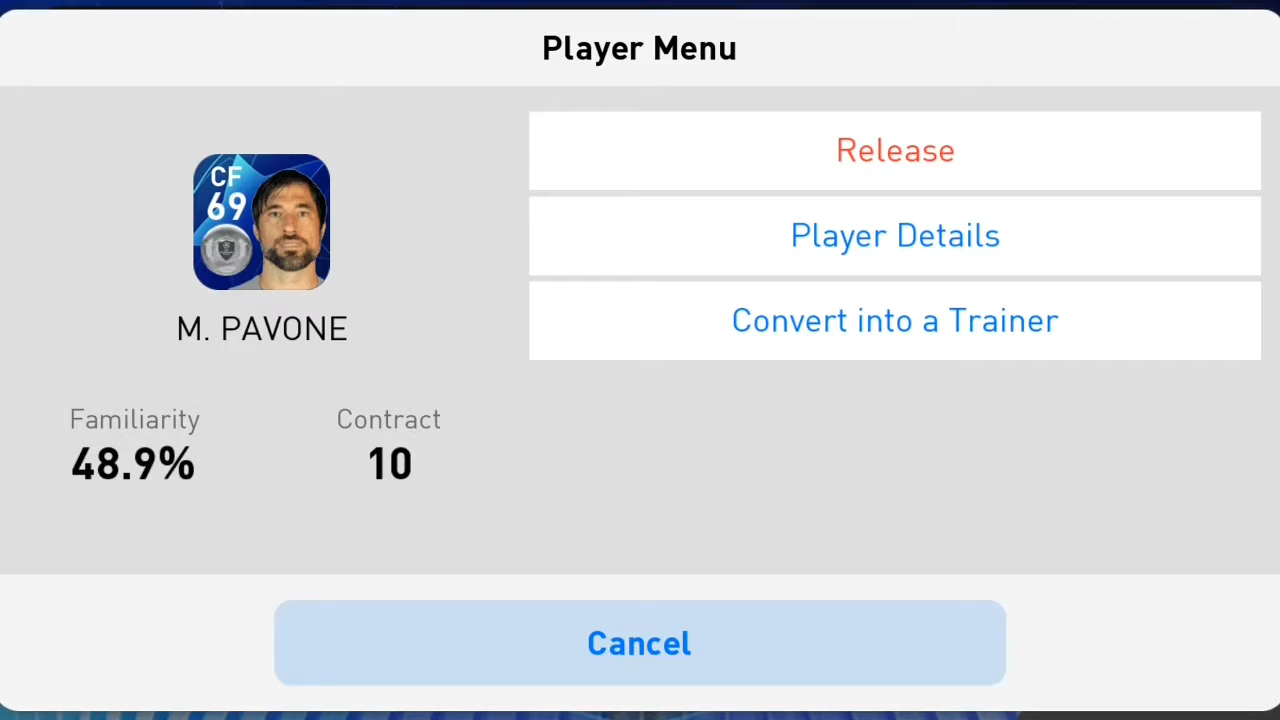 Player Menu
CF
69
M. PAVONE
Familiarity
48.9%
Contract
10
Release
Player Details
Convert into a Trainer
Cancel